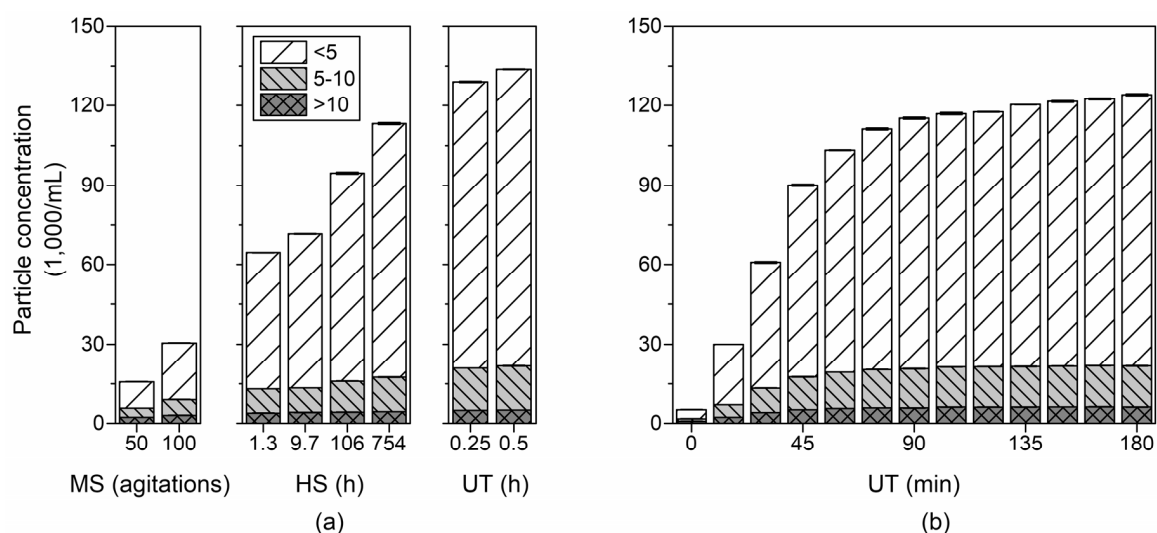 Particle concentration
(1,000/mL)
150
120
90
60
30
0
50 100
MS (agitations)
<5
5-10
>10
1.3 9.7 106 754
HS (h)
0.25 0.5
UT (h)
(a)
150
120
90
60
30
0
0 45 90 135 180
UT (min)
(b)